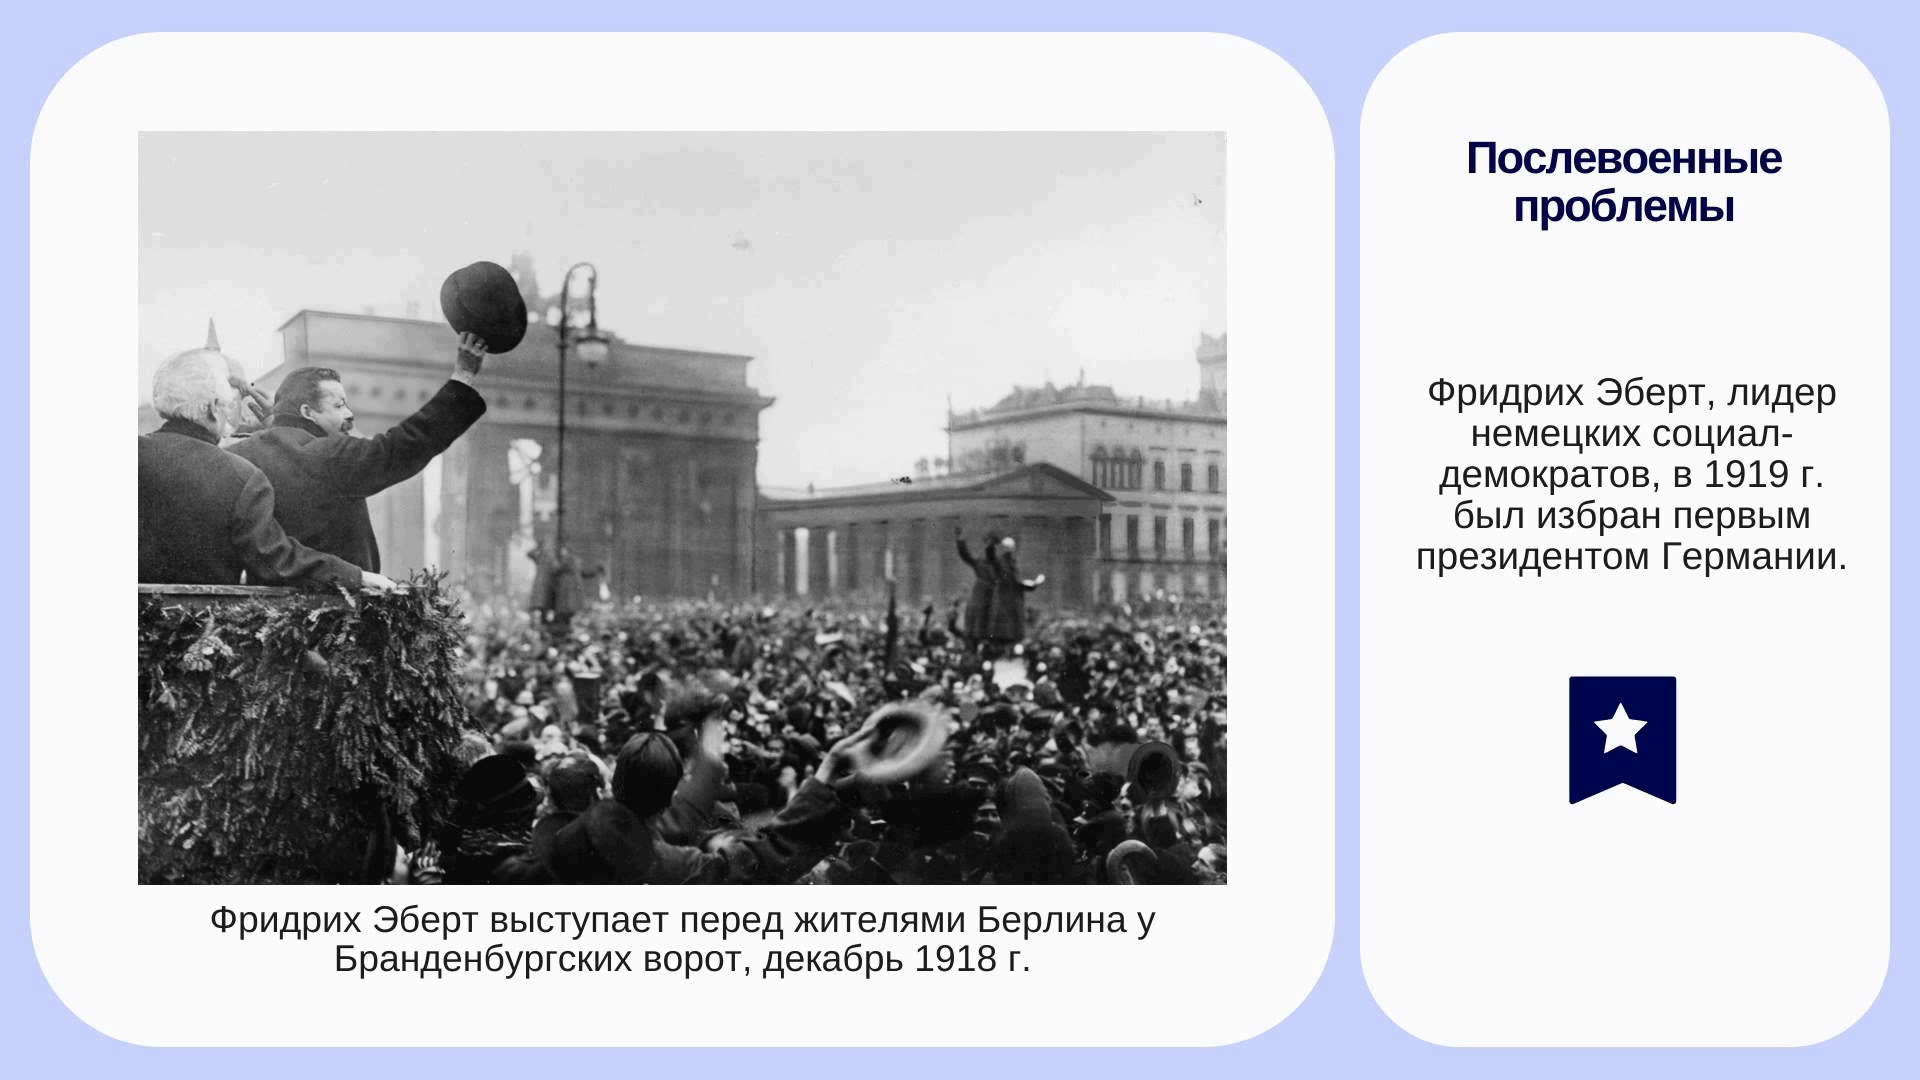 Послевоенные
проблемы
Фридрих Эберт, лидер
немецких социал-
демократов, в 1919 г.
был избран первым
президентом Германии.
Фридрих Эберт выступает перед жителями Берлина у
Бранденбургских ворот, декабрь 1918 г.